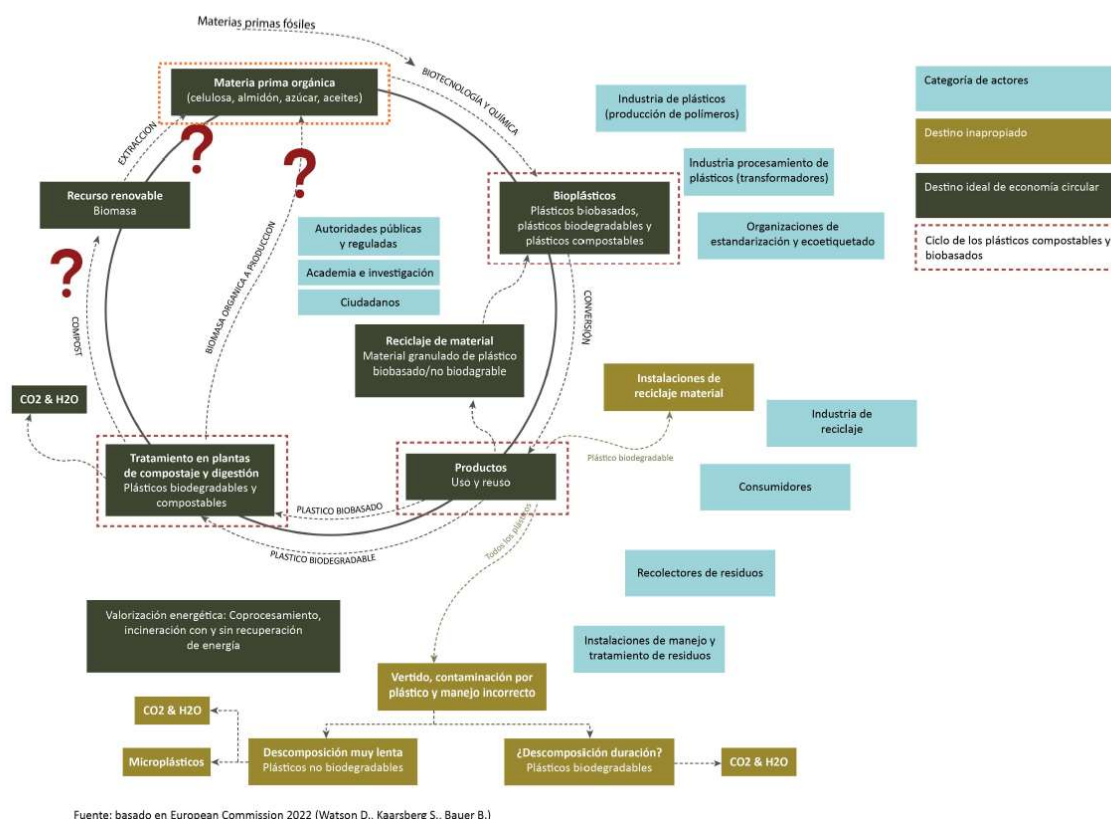 Materias primas fósiles
Materia prima orgánica
(celulosa, almidón, azúcar, aceites)
BIOTECNOLOGÍA Y QUÍMICA
EXTRACCION
?
?
?
Recurso renovable
Biomasa
COMPOST
BIOMASA ORGANICA A PRODUCCION
Autoridades públicas
y reguladas
Academia e investigación
Ciudadanos
Industria de plásticos
(producción de polímeros)
Industria procesamiento de
plásticos (transformadores)
Organizaciones de
estandarización y ecoetiquetado
Bioplásticos
Plásticos biobasados,
plásticos biodegradables y
plásticos compostables
CONVERSIÓN
Categoría de actores
Destino inapropiado
Destino ideal de economía circular
Ciclo de los plásticos compostables y
biobasados
Reciclaje de material
Material granulado de plástico
biobasado/no biodagrable
Instalaciones de
reciclaje material
Plástico biodegradable
Industria de
reciclaje
Consumidores
Recolectores de residuos
Instalaciones de manejo y
tratamiento de residuos
CO2 & H2O
Tratamiento en plantas
de compostaje y digestión
Plásticos biodegradables y
compostables
Productos
Uso y reuso
PLASTICO BIOBASADO
PLASTICO BIODEGRADABLE
Todos los plásticos
Valorización energética: Coprocesamiento,
incineración con y sin recuperación
de energía
Vertido, contaminación por
plástico y manejo incorrecto
CO2 & H2O
Microplásticos
Descomposición muy lenta
Plásticos no biodegradables
¿Descomposición duración?
Plásticos biodegradables
CO2 & H2O
Fuente: basado en European Commission 2022 (Watson D., Kaarsberg S., Bauer B.)